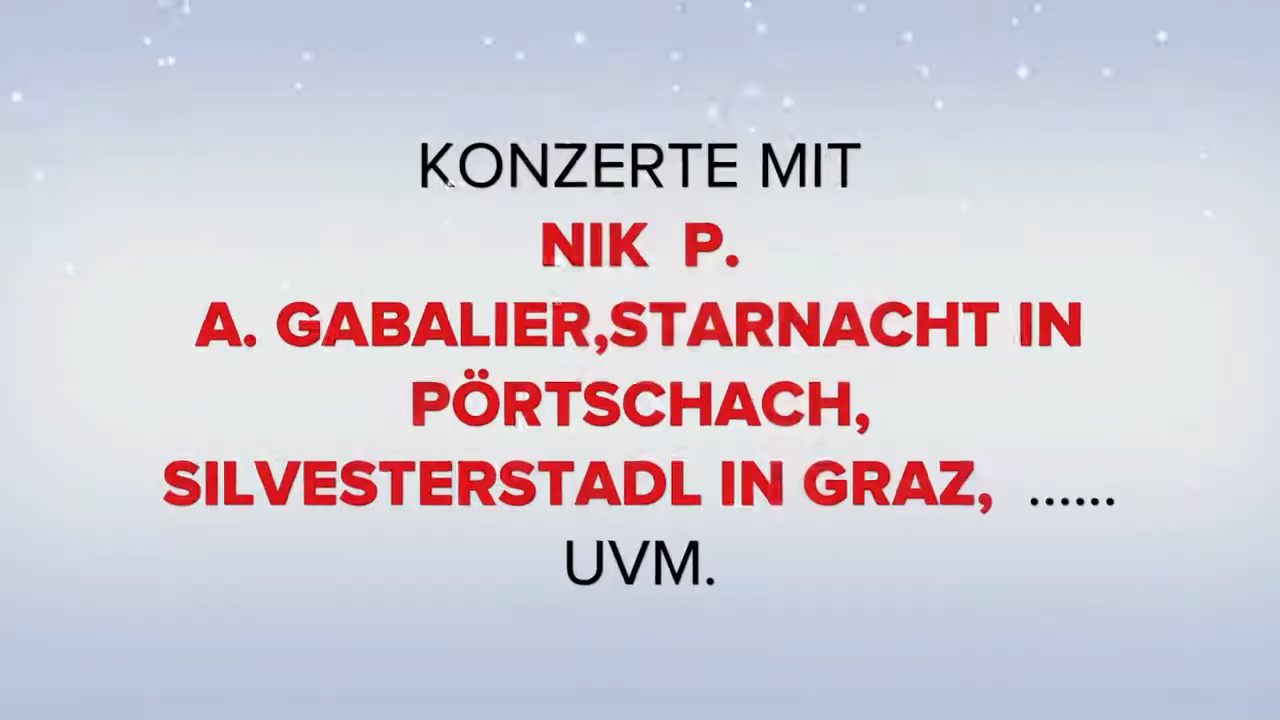 KONZERTE MIT
NIK P.
A. GABALIER,STARNACHT IN
PÖRTSCHACH,
SILVESTERSTADL IN GRAZ, ......
UVM.